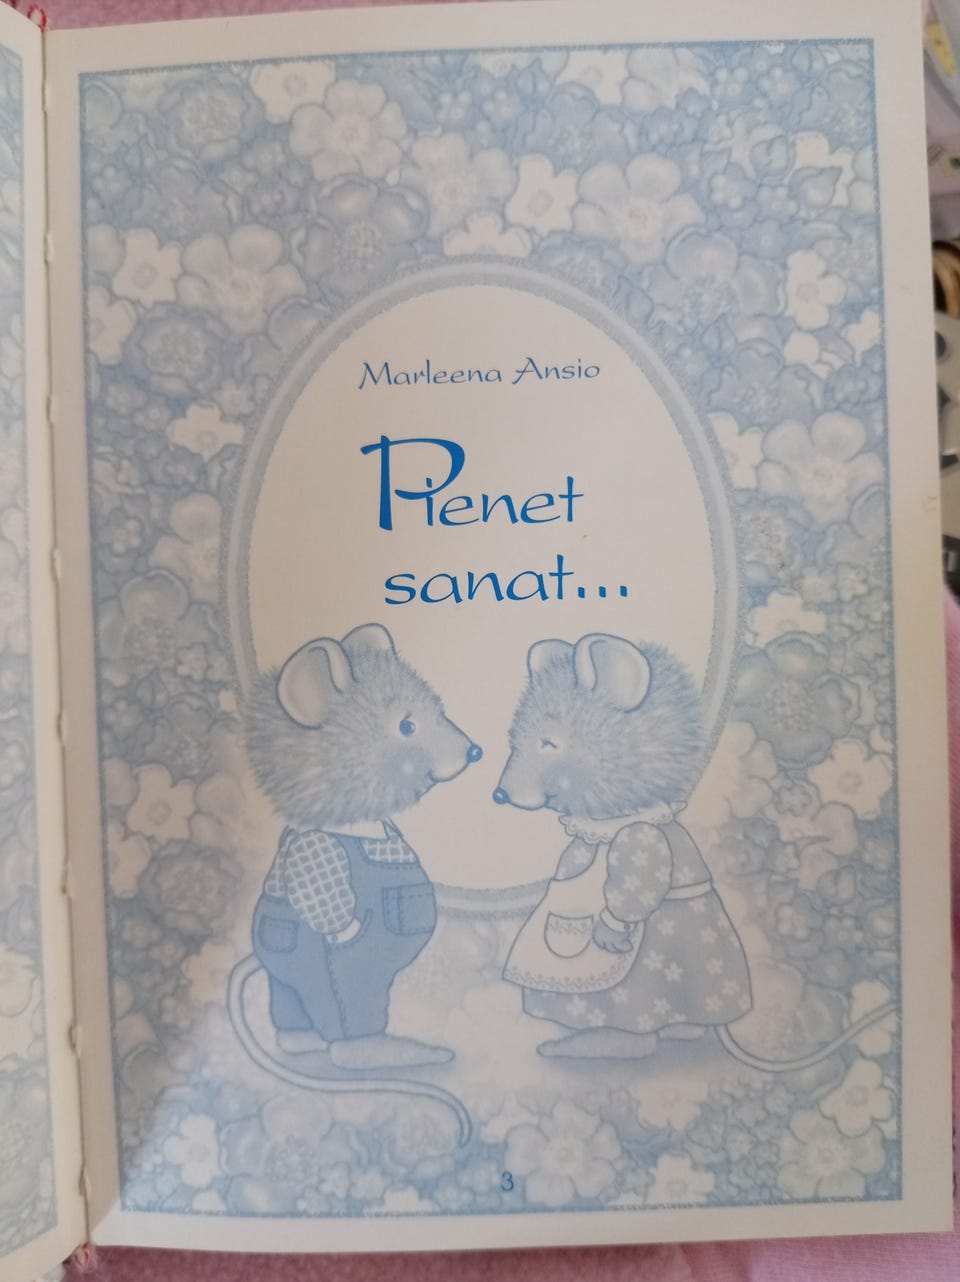 Marleena Ansio
Pienet
sanat...
3